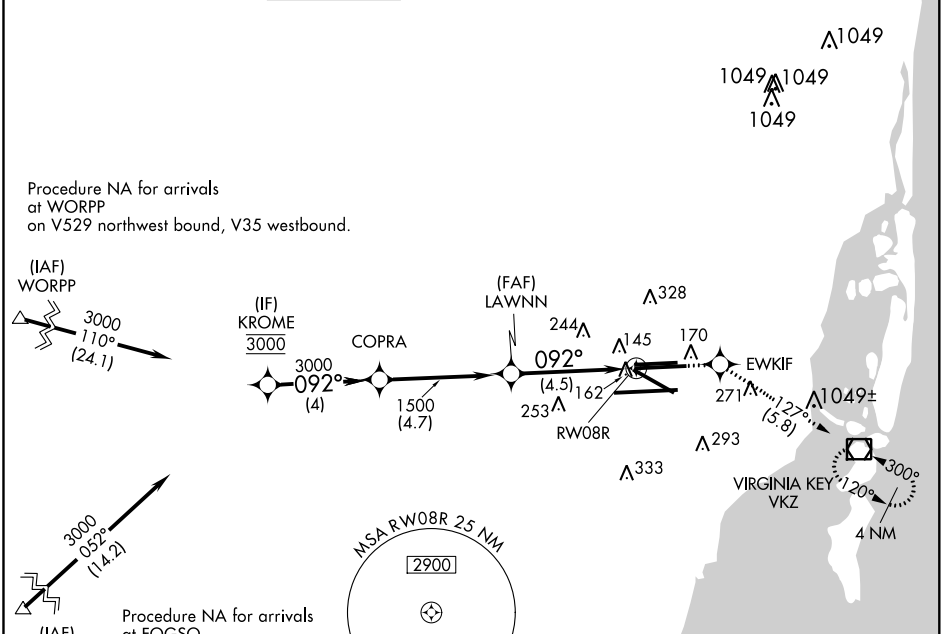 1049
1049
1049
1049
Procedure NA for arrivals
at WORPP
on V529 northwest bound, V35 westbound.
(IAF)
WORPP
3000
110°
(24.1)
(IF)
KROME
3000
3000
092°
(4)
COPRA
1500
(4.7)
(FAF)
LAWNN
092°
(4.5)
244
328
145
170
162
253
RW08R
EWKIF
271
1049±
127°
(5.8)
293
333
VIRGINIA KEY
VKZ
300°
120°
4 NM
3000
052°
(14.2)
MSA RW08R 25 NM
2900
Procedure NA for arrivals
at FOGSO
(IAF)